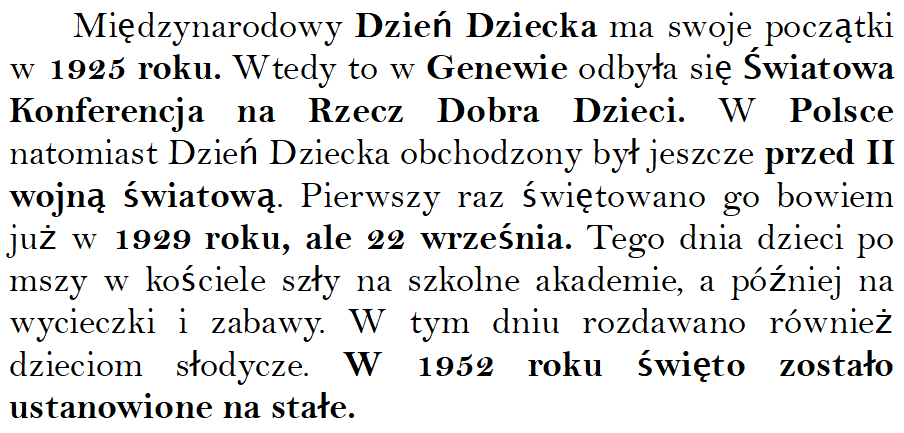 Międzynarodowy Dzień Dziecka ma swoje początki
w 1925 roku. Wtedy to w Genewie odbyła się Światowa
Konferencja na Rzecz Dobra Dzieci. W Polsce
natomiast Dzień Dziecka obchodzony był jeszcze przed II
wojną światową. Pierwszy raz świętowano go bowiem
już w 1929 roku, ale 22 września. Tego dnia dzieci po
mszy w kościele szły na szkolne akademie, a później na
wycieczki i zabawy. W tym dniu rozdawano również
dzieciom słodycze. W 1952 roku święto zostało
ustanowione na stałe.